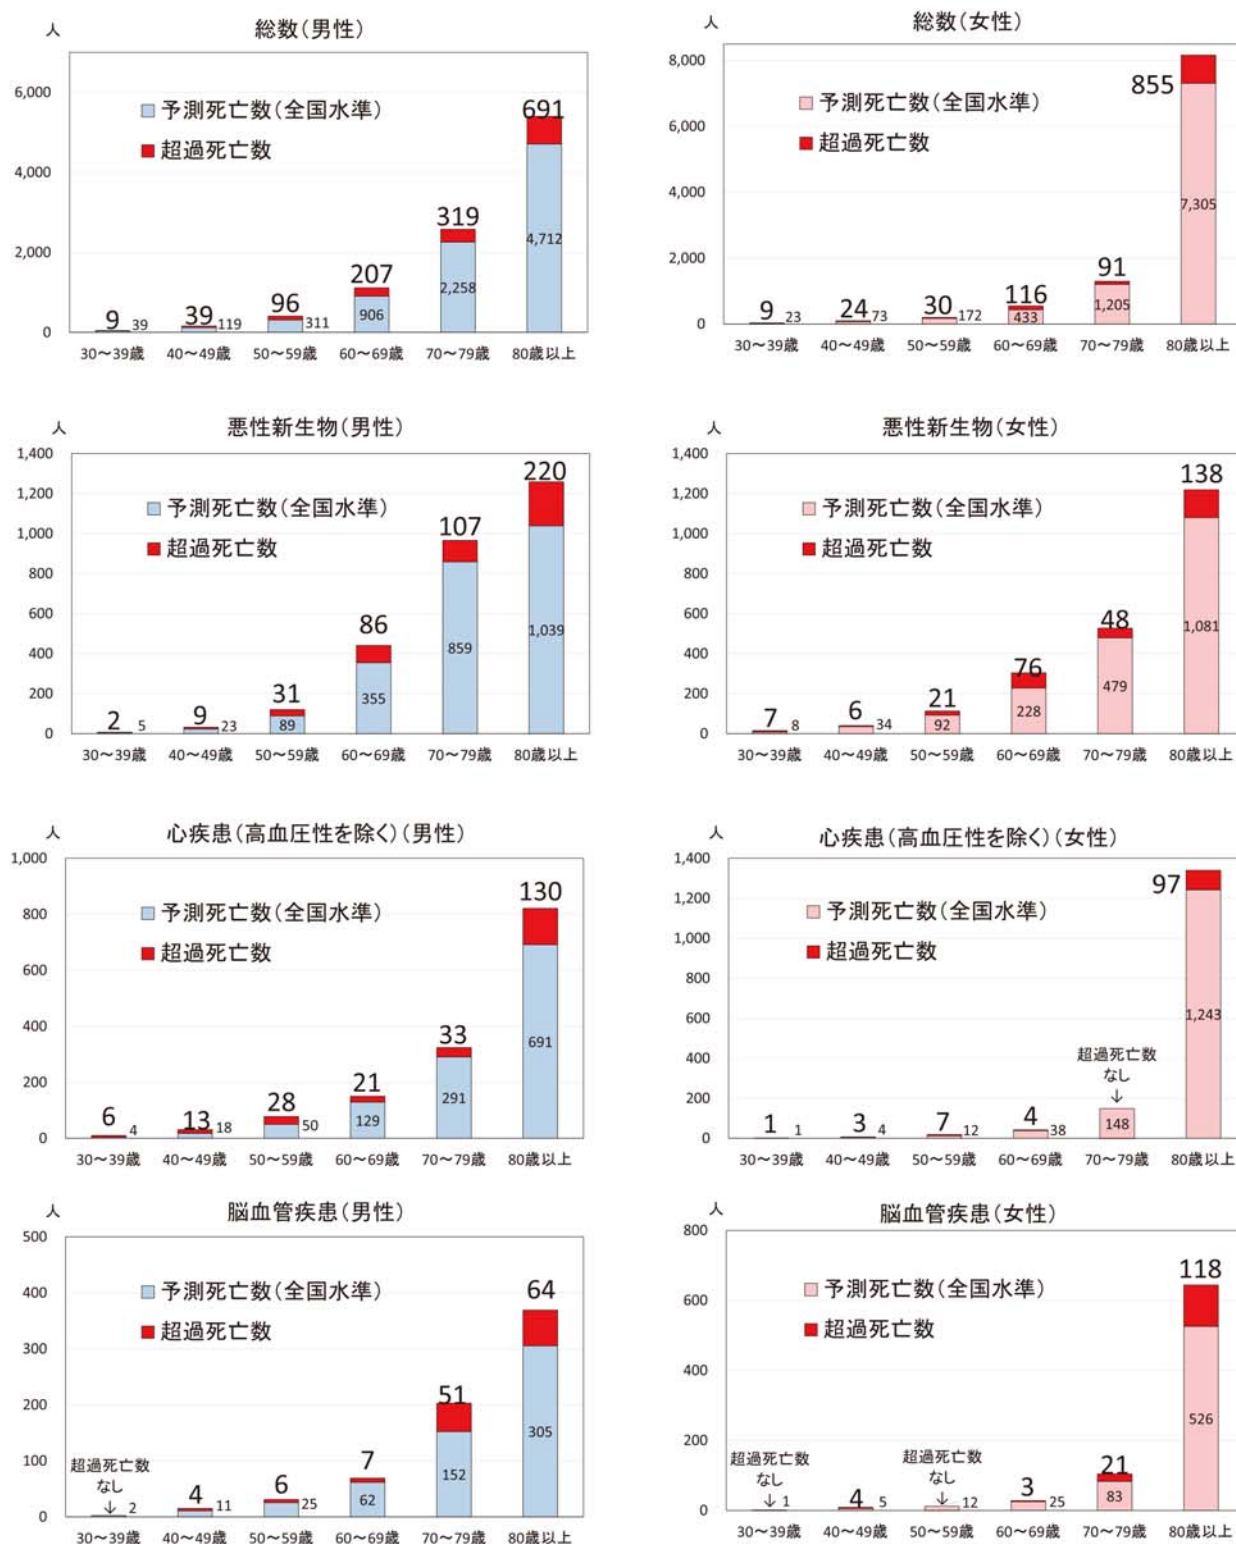 総数(男性)
人
6,000
4,000
2,000
0
予測死亡数(全国水準)
超過死亡数
9
39
39
119
96
311
207
906
319
2,258
691
4,712
30～39歳
40～49歳
50～59歳
60～69歳
70～79歳
80歳以上
総数(女性)
人
8,000
6,000
4,000
2,000
0
予測死亡数(全国水準)
超過死亡数
9
23
24
73
30
172
116
433
91
1,205
855
7,305
30～39歳
40～49歳
50～59歳
60～69歳
70～79歳
80歳以上
悪性新生物(男性)
人
1,400
1,200
1,000
800
600
400
200
0
予測死亡数(全国水準)
超過死亡数
2
5
9
23
31
89
86
355
107
859
220
1,039
30～39歳
40～49歳
50～59歳
60～69歳
70～79歳
80歳以上
悪性新生物(女性)
人
1,400
1,200
1,000
800
600
400
200
0
予測死亡数(全国水準)
超過死亡数
7
8
6
34
21
92
76
228
48
479
138
1,081
30～39歳
40～49歳
50～59歳
60～69歳
70～79歳
80歳以上
心疾患(高血圧性を除く)(男性)
人
1,000
800
600
400
200
0
予測死亡数(全国水準)
超過死亡数
6
4
13
18
28
50
21
129
33
291
130
691
30～39歳
40～49歳
50～59歳
60～69歳
70～79歳
80歳以上
心疾患(高血圧性を除く)(女性)
人
1,400
1,200
1,000
800
600
400
200
0
予測死亡数(全国水準)
超過死亡数
1
1
3
4
7
12
4
38
超過死亡数
なし
↓
148
97
1,243
30～39歳
40～49歳
50～59歳
60～69歳
70～79歳
80歳以上
脳血管疾患(男性)
人
500
400
300
200
100
0
予測死亡数(全国水準)
超過死亡数
超過死亡数
なし
↓
2
4
11
6
25
7
62
51
152
64
305
30～39歳
40～49歳
50～59歳
60～69歳
70～79歳
80歳以上
脳血管疾患(女性)
人
800
600
400
200
0
予測死亡数(全国水準)
超過死亡数
超過死亡数
なし
↓
1
4
5
超過死亡数
なし
↓
12
3
25
21
83
118
526
30～39歳
40～49歳
50～59歳
60～69歳
70～79歳
80歳以上